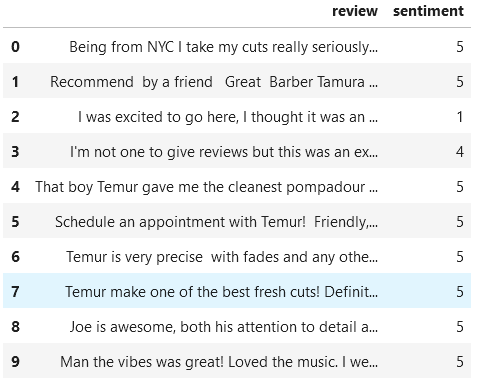 review sentiment
0 Being from NYC I take my cuts really seriously... 5
1 Recommend by a friend Great Barber Tamura ... 5
2 I was excited to go here, I thought it was an ... 1
3 I'm not one to give reviews but this was an ex... 4
4 That boy Temur gave me the cleanest pompadour ... 5
5 Schedule an appointment with Temur! Friendly,... 5
6 Temur is very precise with fades and any othe... 5
7 Temur make one of the best fresh cuts! Definit... 5
8 Joe is awesome, both his attention to detail a... 5
9 Man the vibes was great! Loved the music. I we... 5